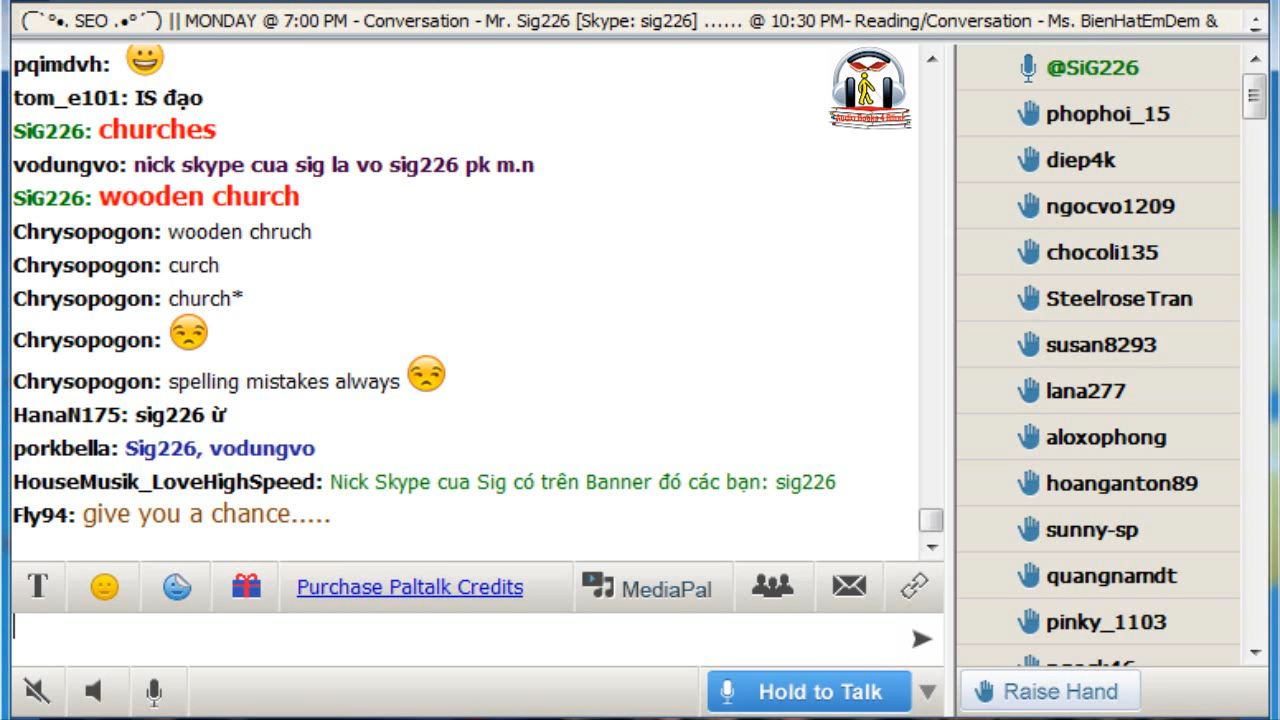 (¯`°•. SEO .•°´¯) || MONDAY @ 7:00 PM - Conversation - Mr. Sig226 [Skype: sig226] ...... @ 10:30 PM- Reading/Conversation - Ms. BienHatEmDem &
pqimdvh:
tom_e101: IS đạo
SiG226: churches
vodungvo: nick skype cua sig la vo sig226 pk m.n
SiG226: wooden church
Chrysopogon: wooden chruch
Chrysopogon: curch
Chrysopogon: church*
Chrysopogon:
Chrysopogon: spelling mistakes always
HanaN175: sig226 ừ
porkbella: Sig226, vodungvo
HouseMusik_LoveHighSpeed: Nick Skype cua Sig có trên Banner đó các bạn: sig226
Fly94: give you a chance.....
Audio Books 4 Blind
T
Purchase Paltalk Credits
MediaPal
Hold to Talk
@SiG226
phophoi_15
diep4k
ngocvo1209
chocoli135
SteelroseTran
susan8293
lana277
aloxophong
hoanganton89
sunny-sp
quangnamdt
pinky_1103
Raise Hand